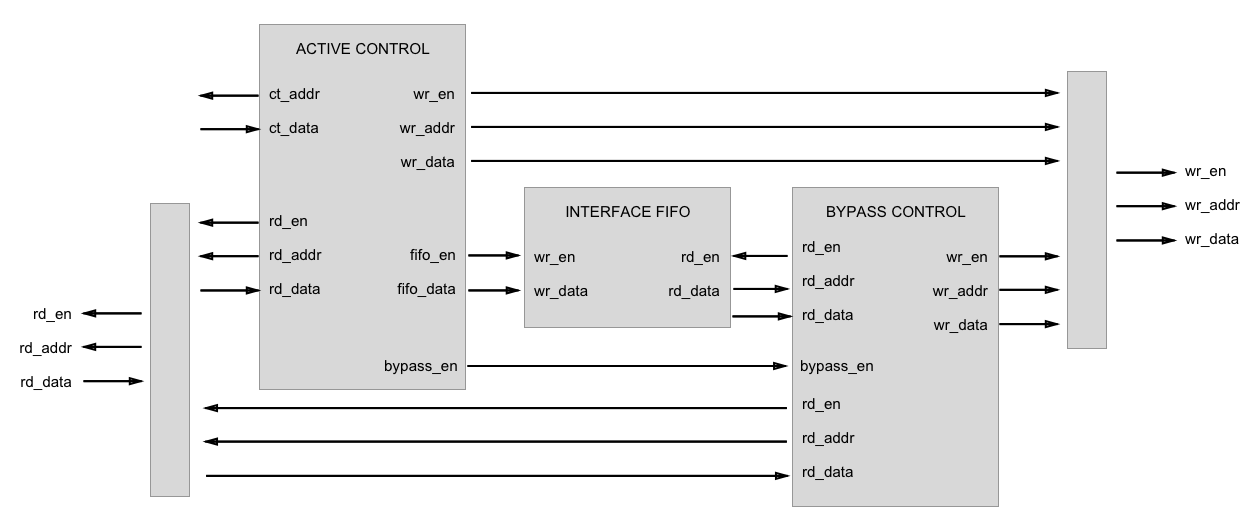 ACTIVE CONTROL
ct_addr
wr_en
ct_data
wr_addr
wr_data
rd_en
rd_addr
fifo_en
rd_data
fifo_data
bypass_en
INTERFACE FIFO
wr_en
rd_en
wr_data
rd_data
BYPASS CONTROL
rd_en
wr_en
rd_addr
wr_addr
rd_data
wr_data
bypass_en
rd_en
rd_addr
rd_data
rd_en
rd_addr
rd_data
wr_en
wr_addr
wr_data